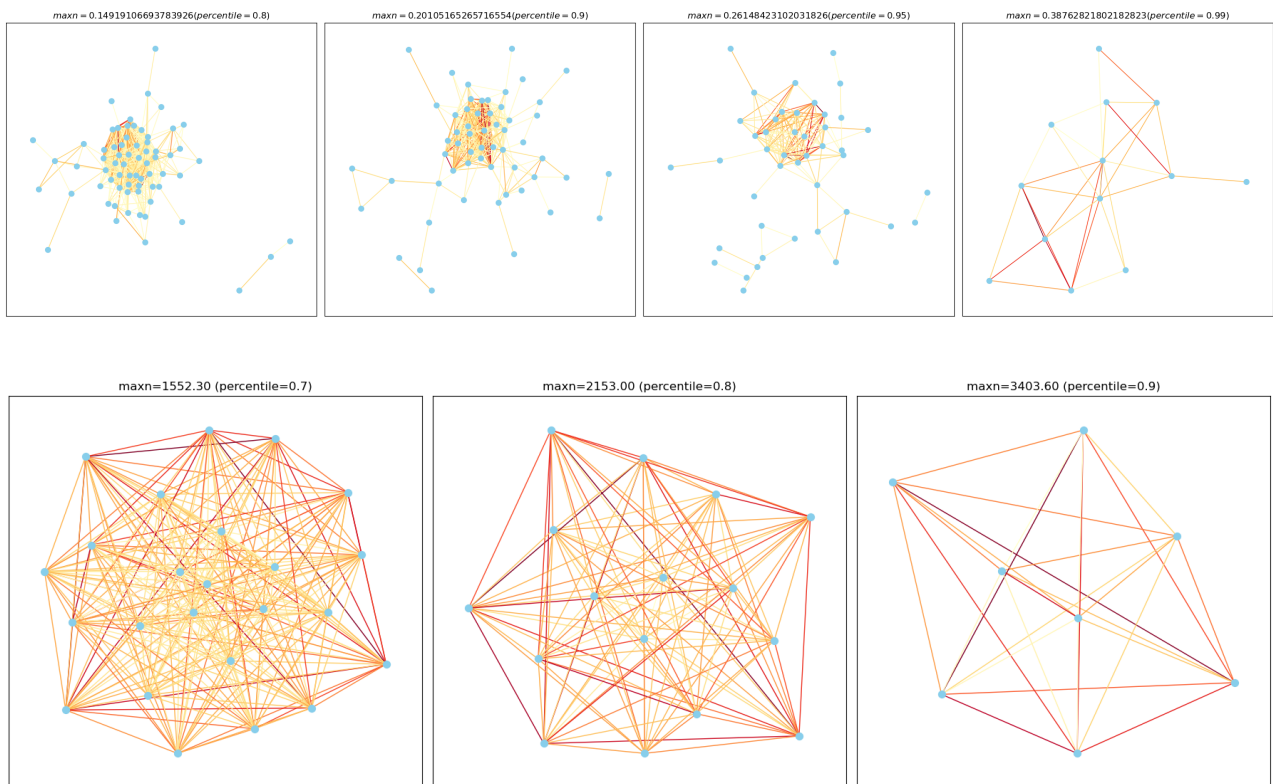 maxn = 0.14919106693783926(percentile = 0.8)
maxn = 0.20105165265716554(percentile = 0.9)
maxn = 0.26148423102031826(percentile = 0.95)
maxn = 0.38762821802182823(percentile = 0.99)
maxn=1552.30 (percentile=0.7)
maxn=2153.00 (percentile=0.8)
maxn=3403.60 (percentile=0.9)